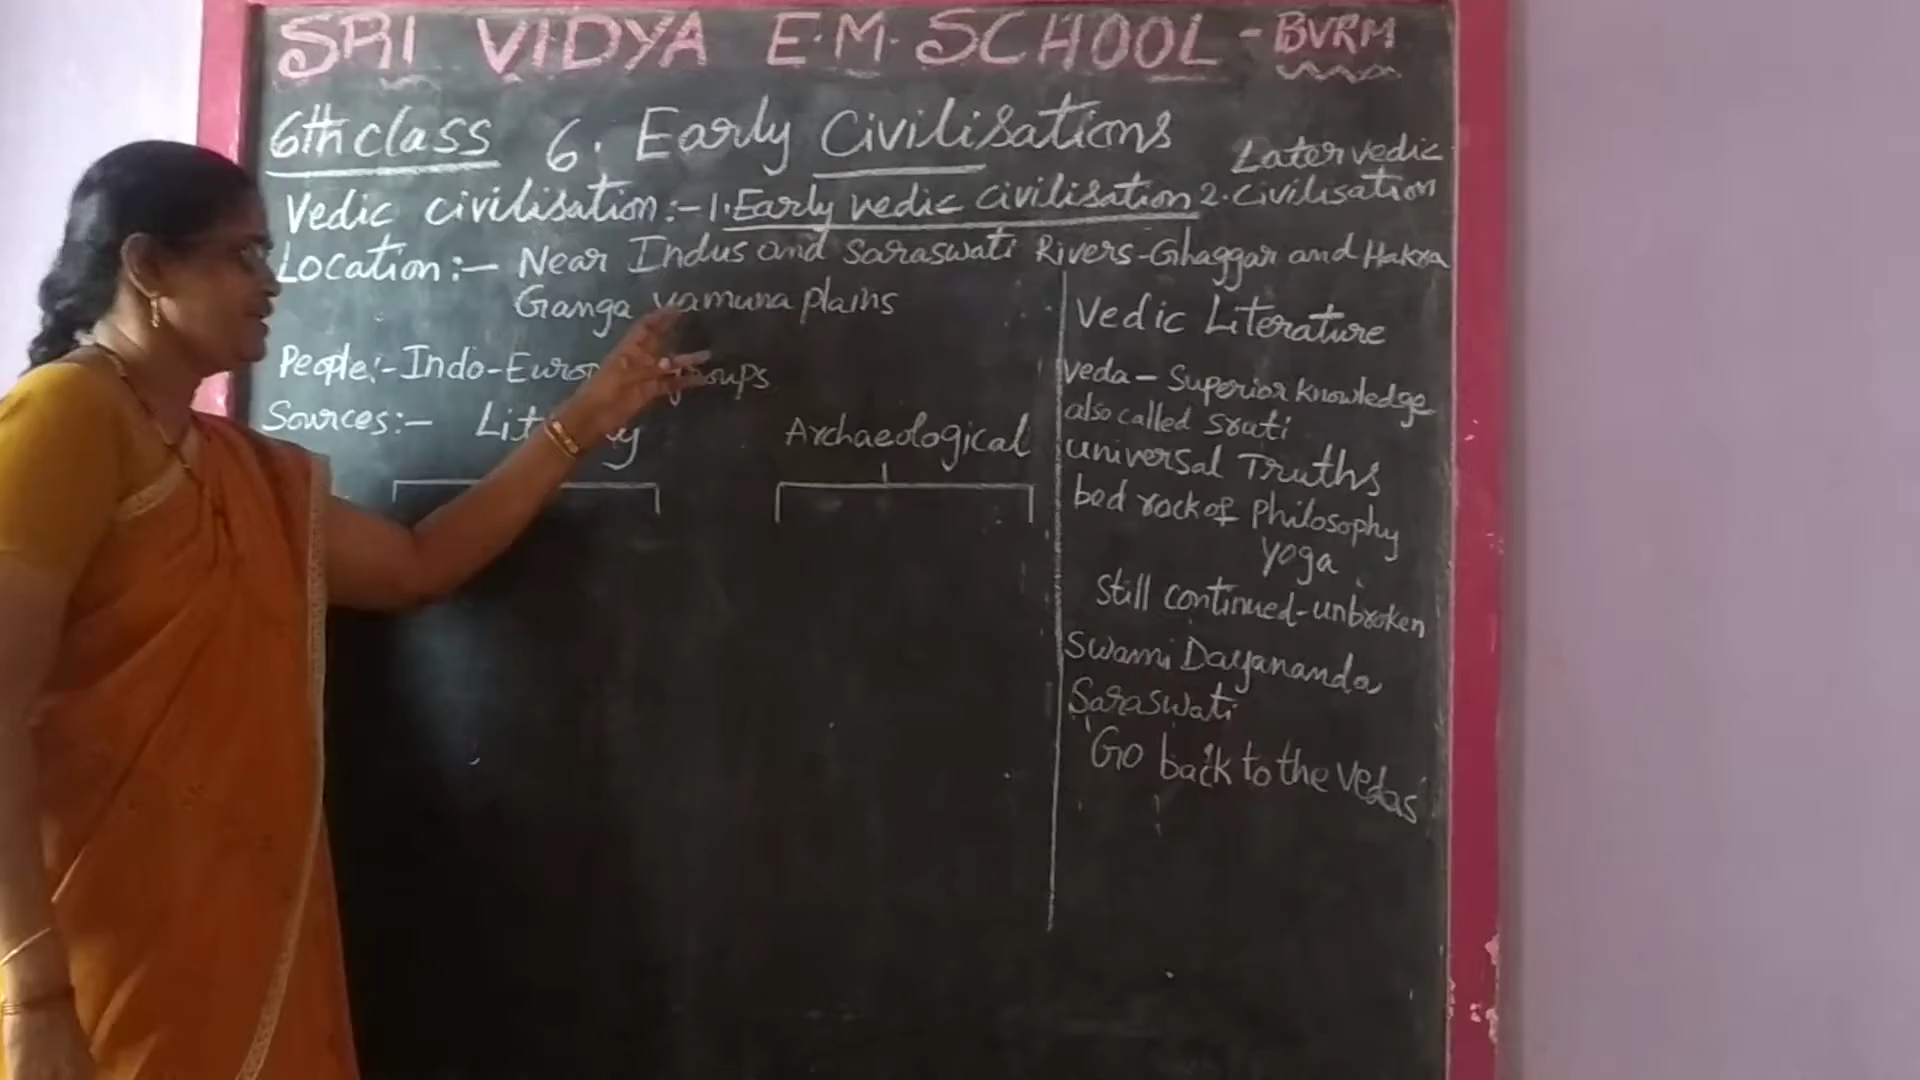 SRI VIDYA E.M. SCHOOL - BVRM
6th class 6. Early Civilisations
Vedic civilisation:- 1. Early vedic civilisation 2. Later vedic Civilisation
Location:- Near Indus and Saraswati Rivers-Ghaggar and Hakra
Ganga yamuna plains
People:- Indo-
Sources:-
Archaeological
Vedic Literature
Veda - Superior knowledge
also called Sruti
universal Truths
bed rock of Philosophy
yoga
Still continued-unbroken
Swami Dayananda
Saraswati
'Go back to the Vedas'